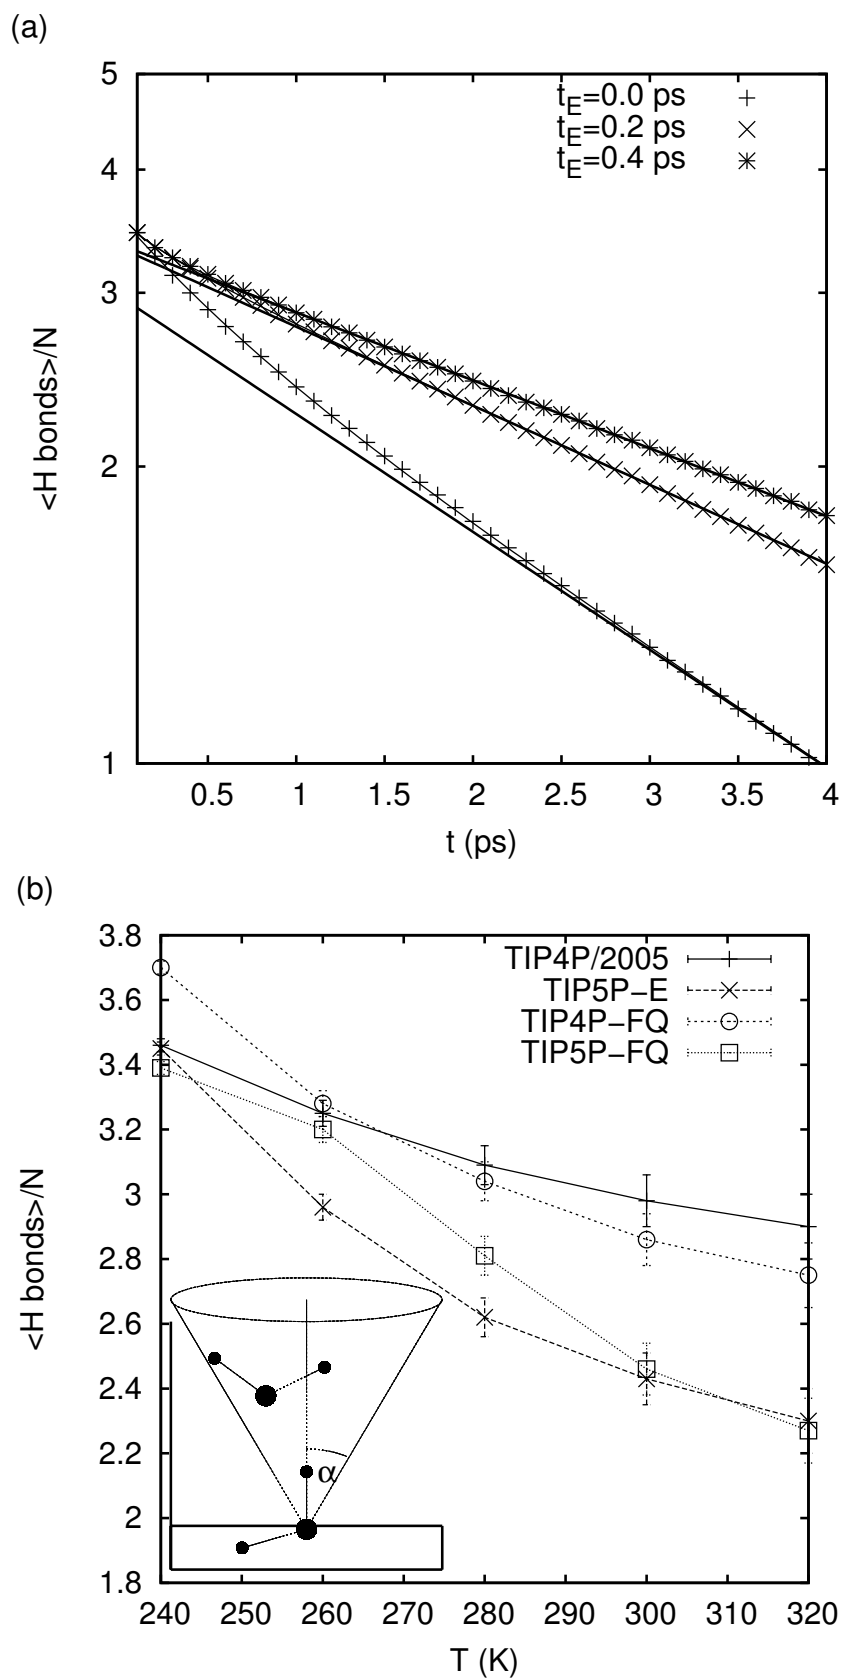 (a)
5
4
3
2
1
<H bonds>/N
t_E=0.0 ps
t_E=0.2 ps
t_E=0.4 ps
0.5 1 1.5 2 2.5 3 3.5 4
t (ps)
(b)
3.8
3.6
3.4
3.2
3
2.8
2.6
2.4
2.2
2
1.8
<H bonds>/N
TIP4P/2005
TIP5P−E
TIP4P−FQ
TIP5P−FQ
α
240 250 260 270 280 290 300 310 320
T (K)